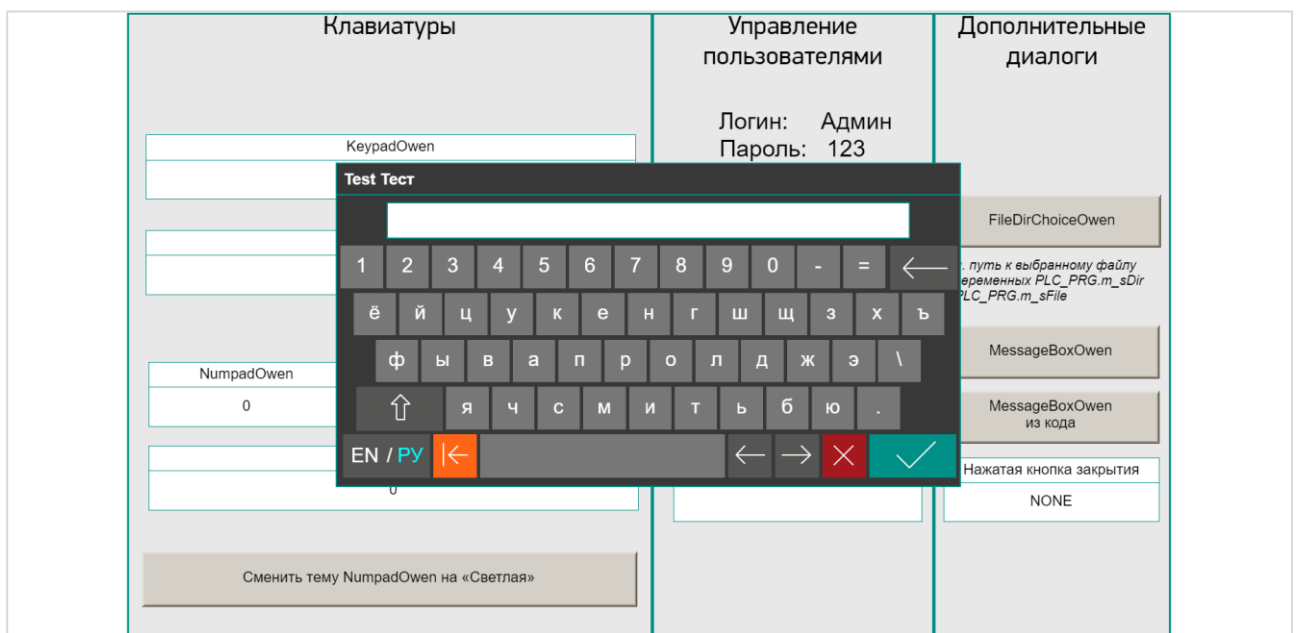 Клавиатуры
Управление
пользователями
Дополнительные
диалоги
Логин: Админ
Пароль: 123
KeypadOwen
Test Тест
1 2 3 4 5 6 7 8 9 0 - =
ё й ц у к е н г ш щ з х ъ
ф ы в а п р о л д ж э \
я ч с м и т ь б ю .
EN / РУ
FileDirChoiceOwen
. путь к выбранному файлу
еременных PLC_PRG.m_sDir
PLC_PRG.m_sFile
NumpadOwen
0
0
MessageBoxOwen
MessageBoxOwen
из кода
Нажатая кнопка закрытия
NONE
Сменить тему NumpadOwen на «Светлая»